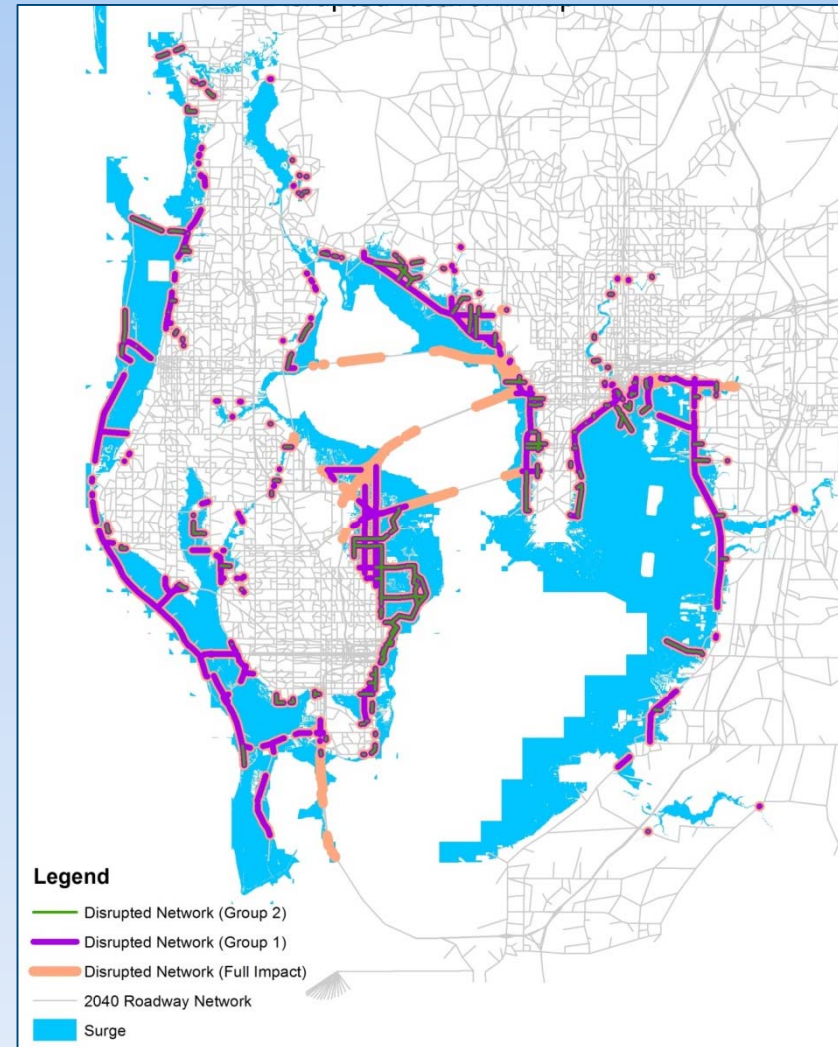 Legend
Disrupted Network (Group 2)
Disrupted Network (Group 1)
Disrupted Network (Full Impact)
2040 Roadway Network
Surge